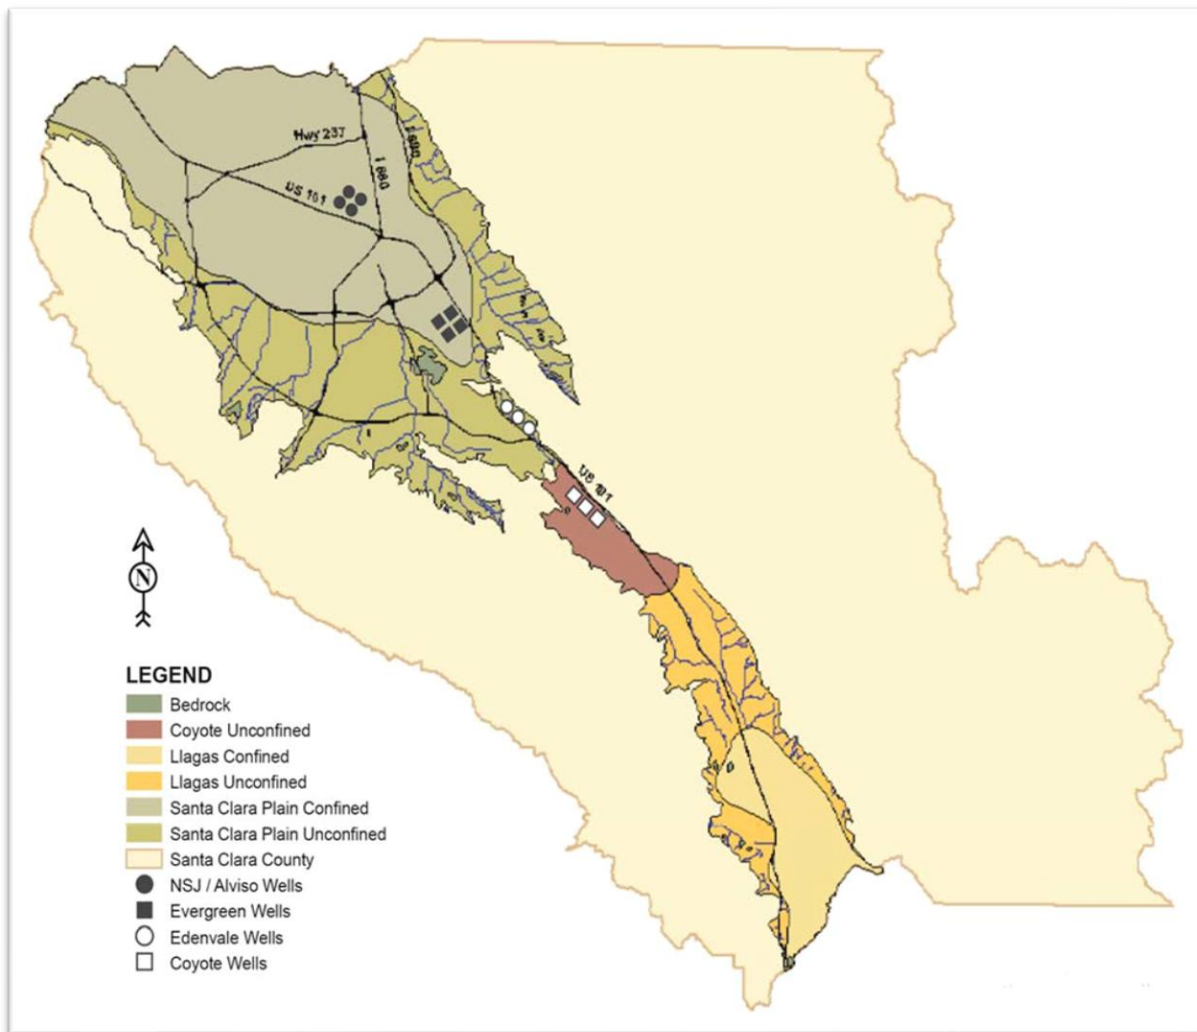 Hwy 237
I 680
I 880
US 101
US 101
N
LEGEND
Bedrock
Coyote Unconfined
Llagas Confined
Llagas Unconfined
Santa Clara Plain Confined
Santa Clara Plain Unconfined
Santa Clara County
NSJ / Alviso Wells
Evergreen Wells
Edenvale Wells
Coyote Wells